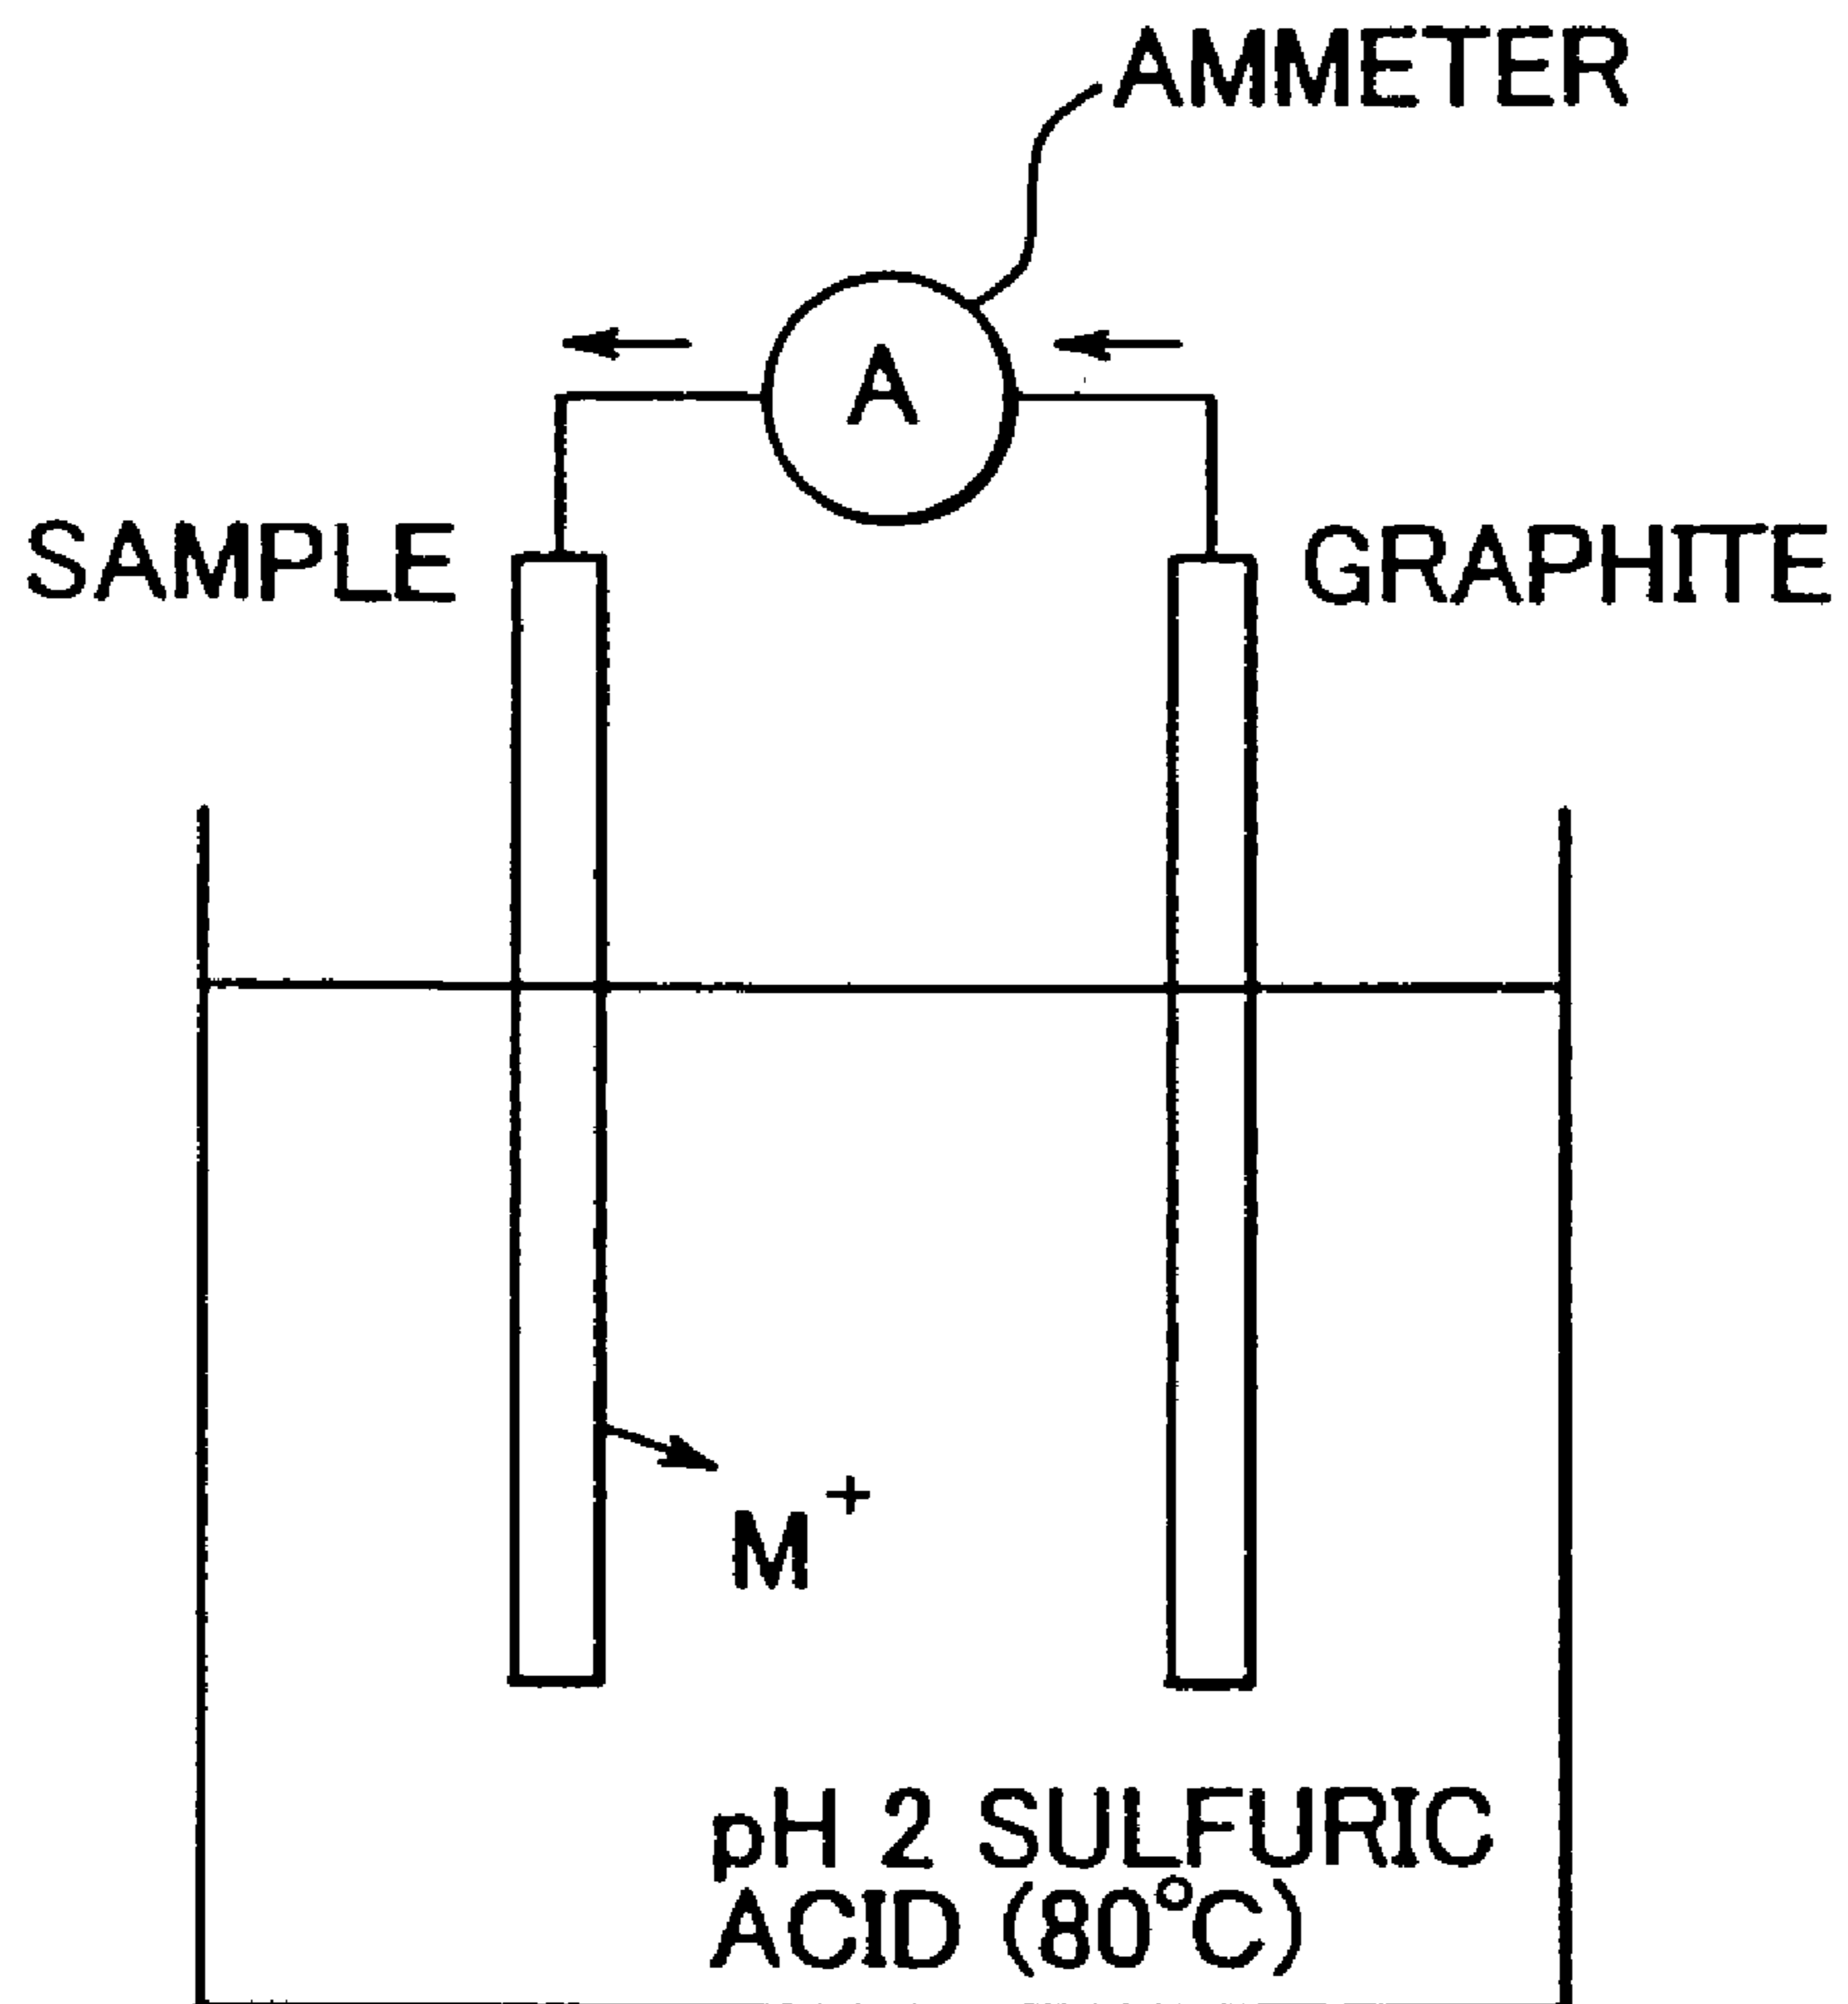 AMMETER
A
SAMPLE
GRAPHITE
M+
pH 2 SULFURIC
ACID (80°C)